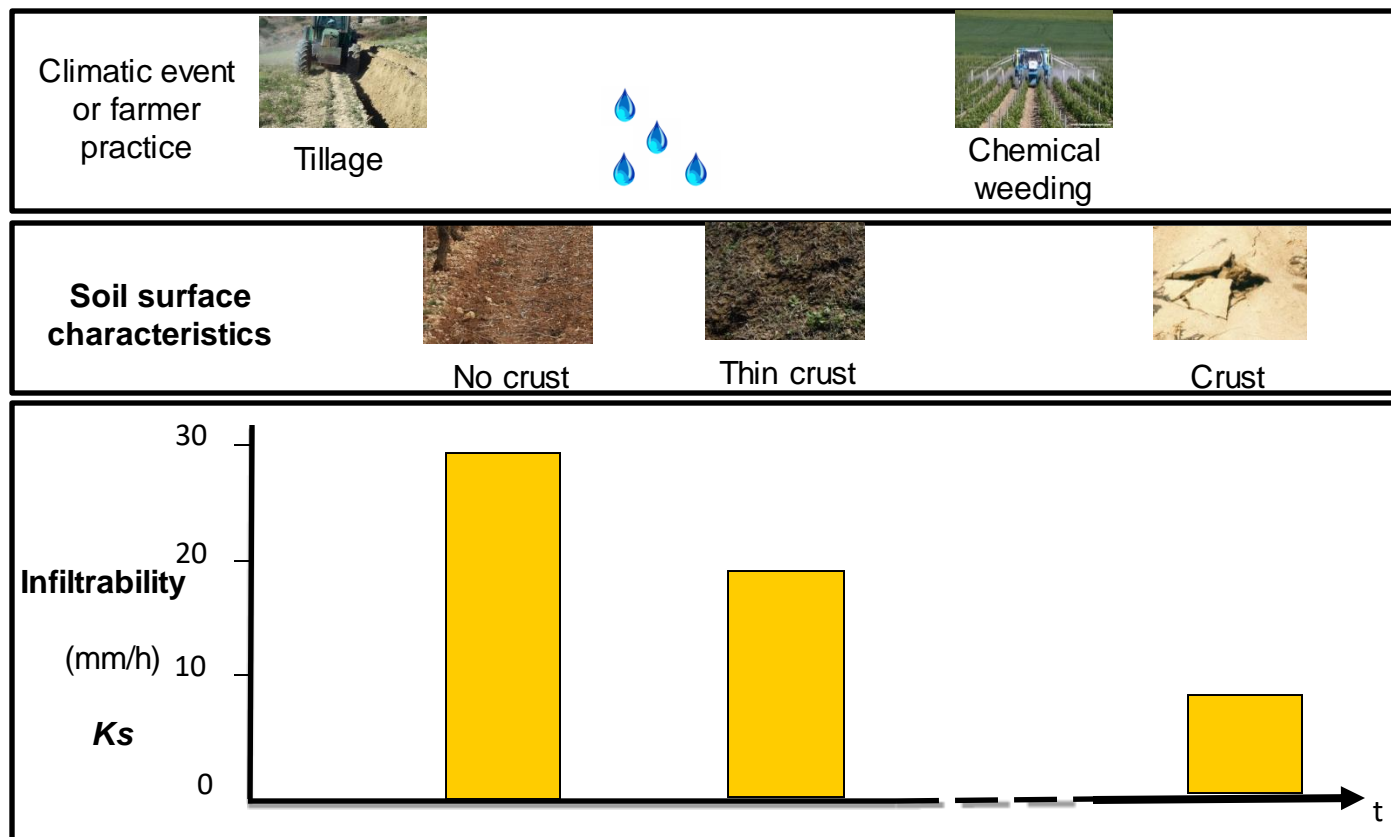 Climatic event
or farmer
practice
Tillage
Chemical
weeding
Soil surface
characteristics
No crust
Thin crust
Crust
30
20
Infiltrability
(mm/h)
10
Ks
0
t